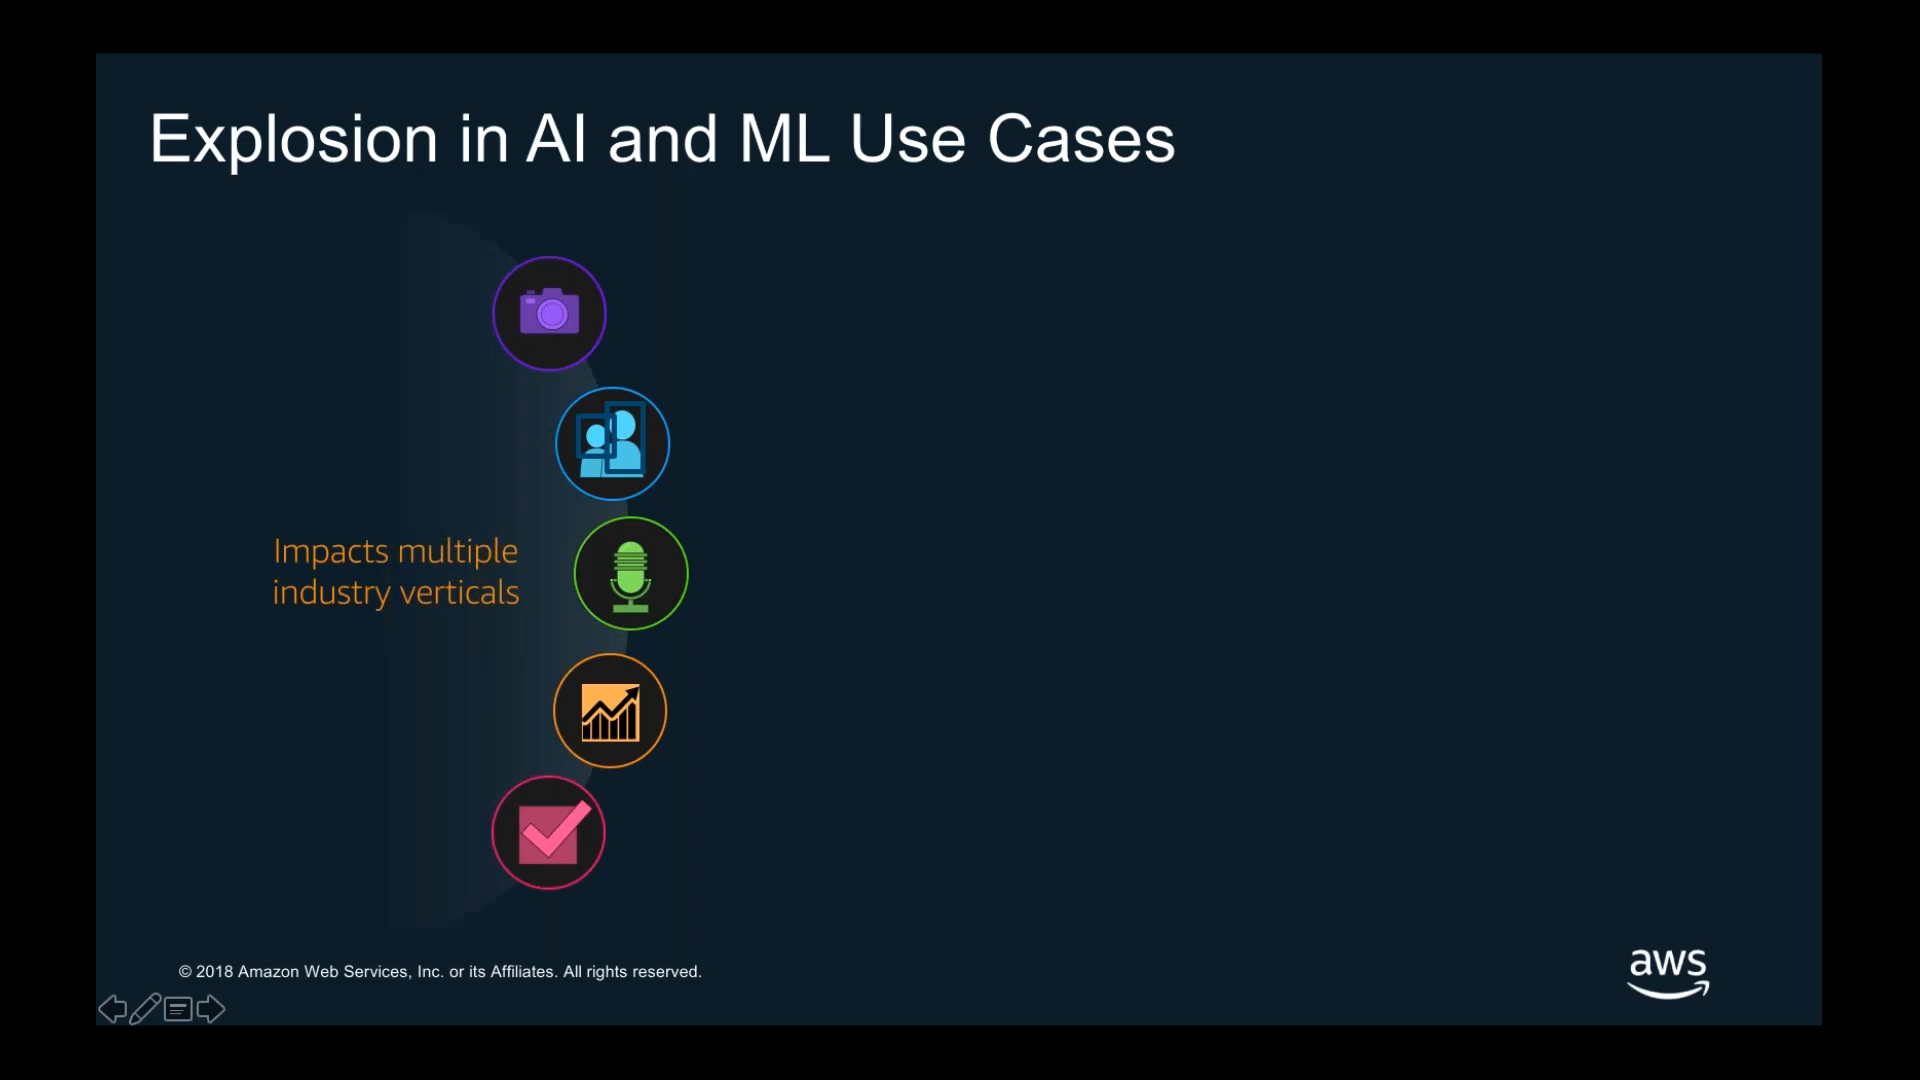 Explosion in AI and ML Use Cases
Impacts multiple
industry verticals
© 2018 Amazon Web Services, Inc. or its Affiliates. All rights reserved.
aws